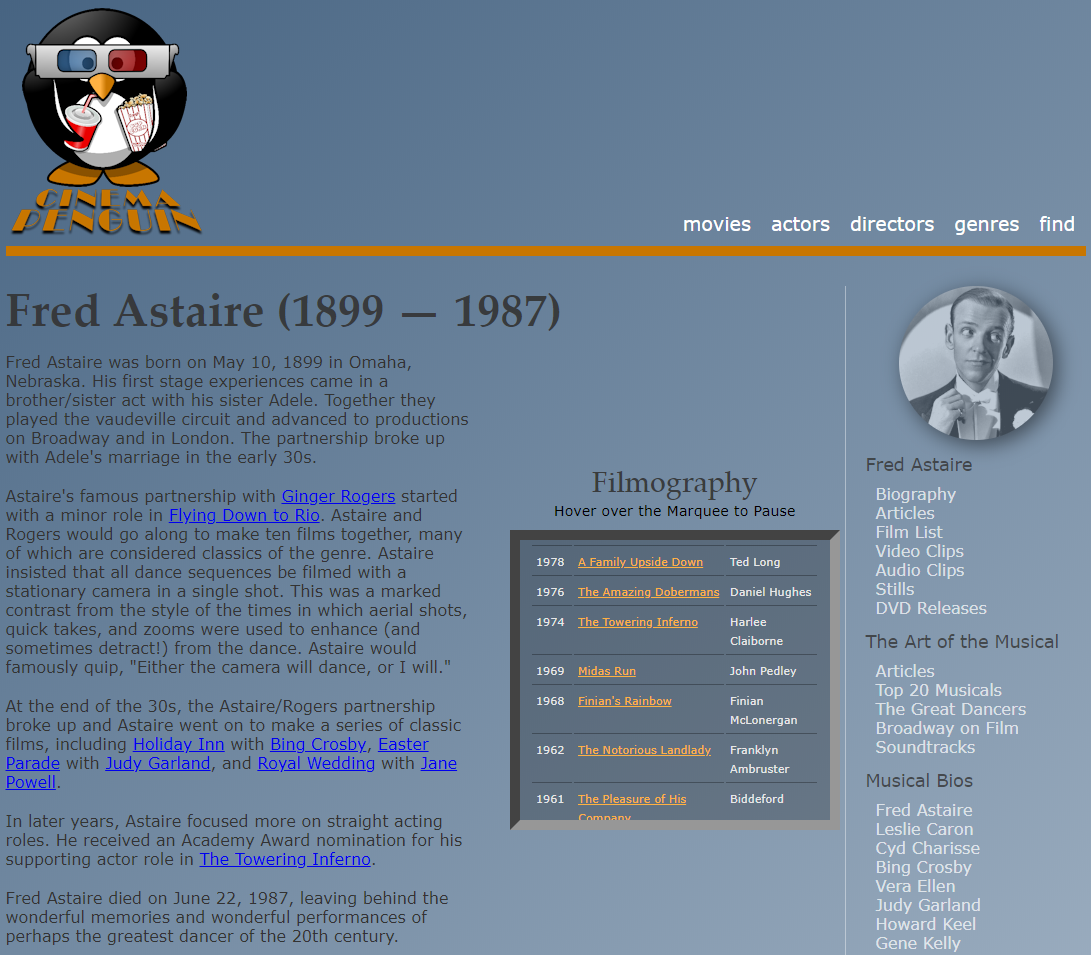 CINEMA
PENGUIN
movies actors directors genres find
Fred Astaire (1899 — 1987)
Fred Astaire was born on May 10, 1899 in Omaha,
Nebraska. His first stage experiences came in a
brother/sister act with his sister Adele. Together they
played the vaudeville circuit and advanced to productions
on Broadway and in London. The partnership broke up
with Adele's marriage in the early 30s.
Astaire's famous partnership with Ginger Rogers started
with a minor role in Flying Down to Rio. Astaire and
Rogers would go along to make ten films together, many
of which are considered classics of the genre. Astaire
insisted that all dance sequences be filmed with a
stationary camera in a single shot. This was a marked
contrast from the style of the times in which aerial shots,
quick takes, and zooms were used to enhance (and
sometimes detract!) from the dance. Astaire would
famously quip, "Either the camera will dance, or I will."
At the end of the 30s, the Astaire/Rogers partnership
broke up and Astaire went on to make a series of classic
films, including Holiday Inn with Bing Crosby, Easter
Parade with Judy Garland, and Royal Wedding with Jane
Powell.
In later years, Astaire focused more on straight acting
roles. He received an Academy Award nomination for his
supporting actor role in The Towering Inferno.
Fred Astaire died on June 22, 1987, leaving behind the
wonderful memories and wonderful performances of
perhaps the greatest dancer of the 20th century.
Filmography
Hover over the Marquee to Pause
1978 A Family Upside Down Ted Long
1976 The Amazing Dobermans Daniel Hughes
1974 The Towering Inferno Harlee
Claiborne
1969 Midas Run John Pedley
1968 Finian's Rainbow Finian
McLonergan
1962 The Notorious Landlady Franklyn
Ambruster
1961 The Pleasure of His Biddeford
Company
Fred Astaire
Biography
Articles
Film List
Video Clips
Audio Clips
Stills
DVD Releases
The Art of the Musical
Articles
Top 20 Musicals
The Great Dancers
Broadway on Film
Soundtracks
Musical Bios
Fred Astaire
Leslie Caron
Cyd Charisse
Bing Crosby
Vera Ellen
Judy Garland
Howard Keel
Gene Kelly